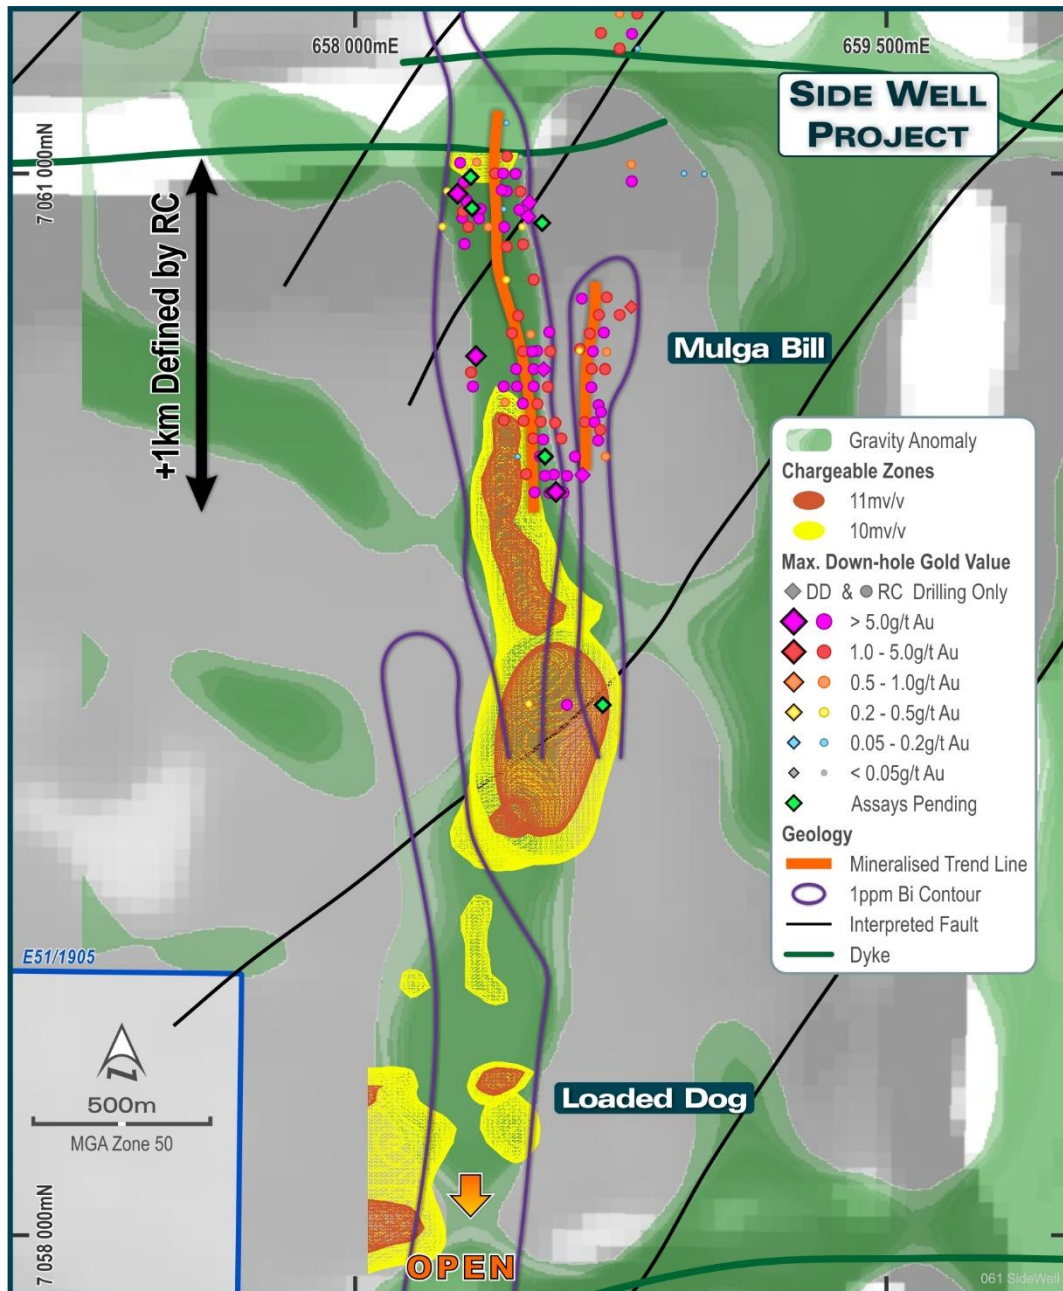 658 000mE
659 500mE
SIDE WELL
PROJECT
7 061 000mN
+1km Defined by RC
Mulga Bill
Gravity Anomaly
Chargeable Zones
11mv/v
10mv/v
Max. Down-hole Gold Value
DD & RC Drilling Only
> 5.0g/t Au
1.0 - 5.0g/t Au
0.5 - 1.0g/t Au
0.2 - 0.5g/t Au
0.05 - 0.2g/t Au
< 0.05g/t Au
Assays Pending
Geology
Mineralised Trend Line
1ppm Bi Contour
Interpreted Fault
Dyke
E51/1905
N
500m
MGA Zone 50
Loaded Dog
7 058 000mN
OPEN
061 SideWell